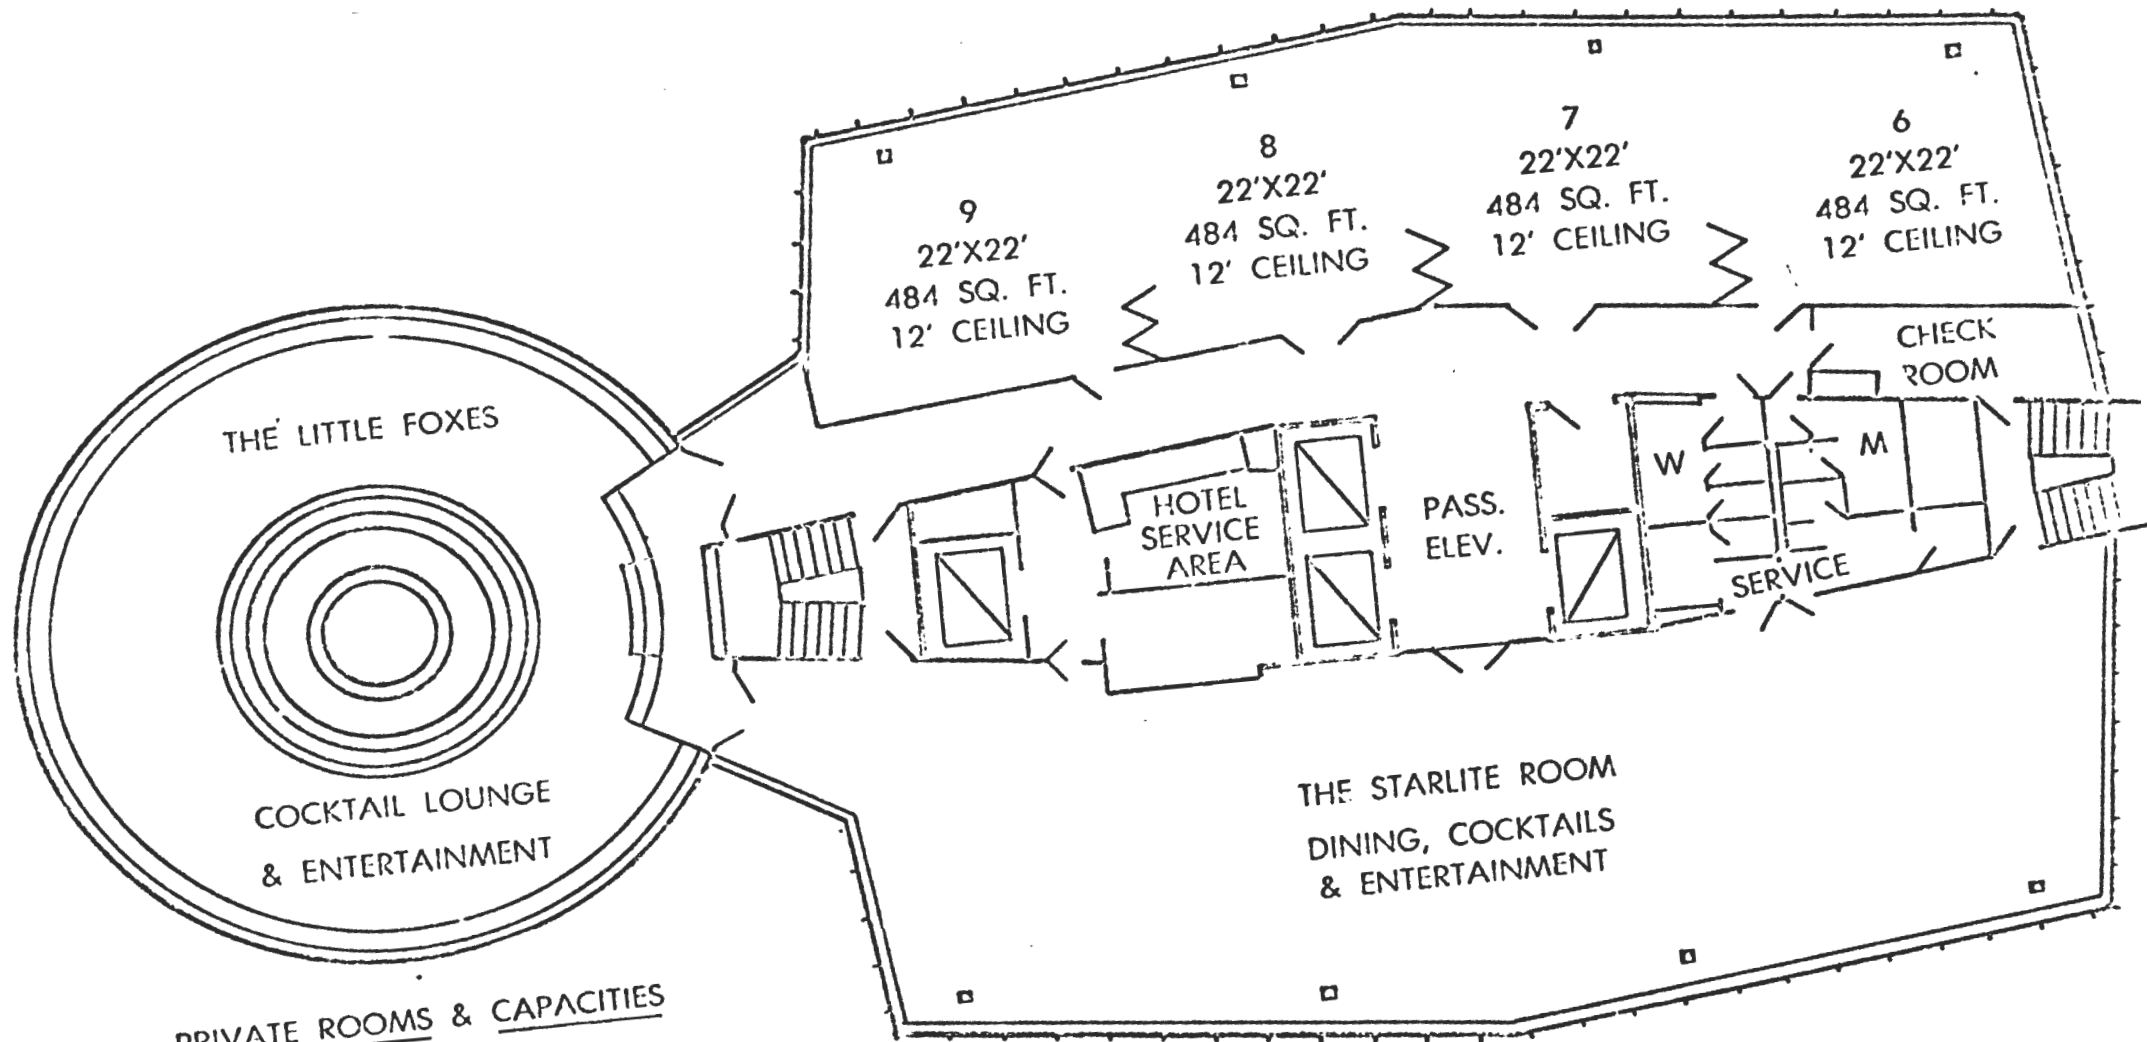 9
22'X22'
484 SQ. FT.
12' CEILING
8
22'X22'
484 SQ. FT.
12' CEILING
7
22'X22'
484 SQ. FT.
12' CEILING
6
22'X22'
484 SQ. FT.
12' CEILING
CHECK
ROOM
THE LITTLE FOXES
COCKTAIL LOUNGE
& ENTERTAINMENT
HOTEL
SERVICE
AREA
PASS.
ELEV.
W
M
SERVICE
THE STARLITE ROOM
DINING, COCKTAILS
& ENTERTAINMENT
PRIVATE ROOMS & CAPACITIES